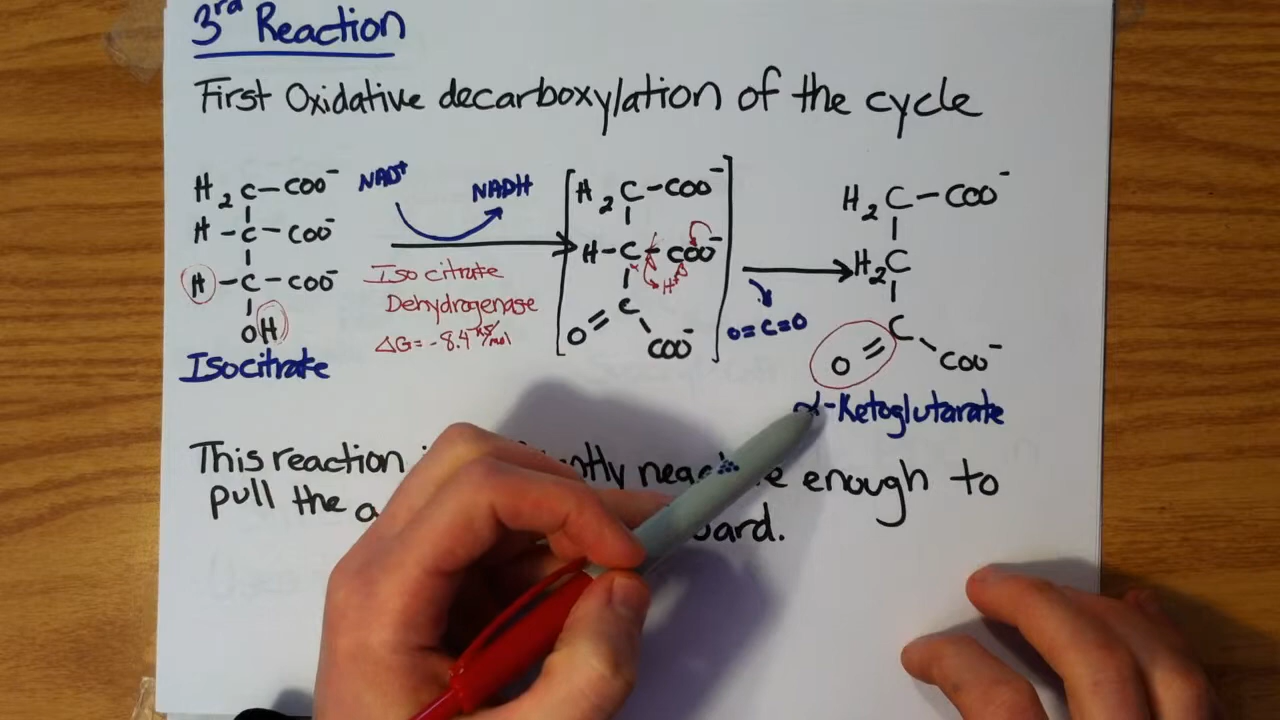 3rd Reaction
First Oxidative decarboxylation of the cycle
H2C-COO⁻
H-C-COO⁻
H-C-COO⁻
OH
Isocitrate
NAD⁺
NADH
Isocitrate
Dehydrogenase
ΔG=-8.4 kJ/mol
H2C-COO⁻
H-C-COO⁻
H⁺
C
O=
COO⁻
O=C=O
H2C-COO⁻
H2C
C
O=
COO⁻
α-Ketoglutarate
This reaction enough to
pull the